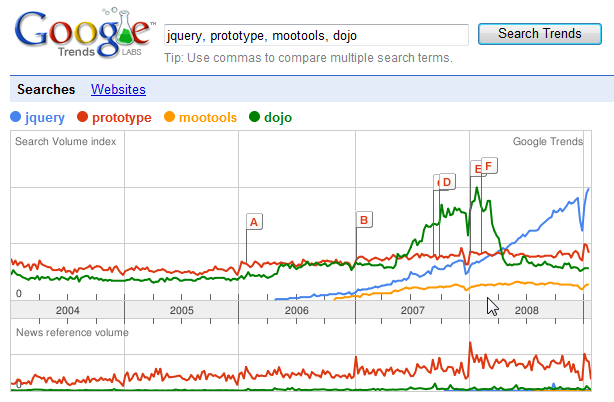 Google
Trends LABS
jquery, prototype, mootools, dojo
Search Trends
Tip: Use commas to compare multiple search terms.
Searches Websites
jquery prototype mootools dojo
Search Volume index Google Trends
D
E F
A B
0
2004 2005 2006 2007 2008
News reference volume
0